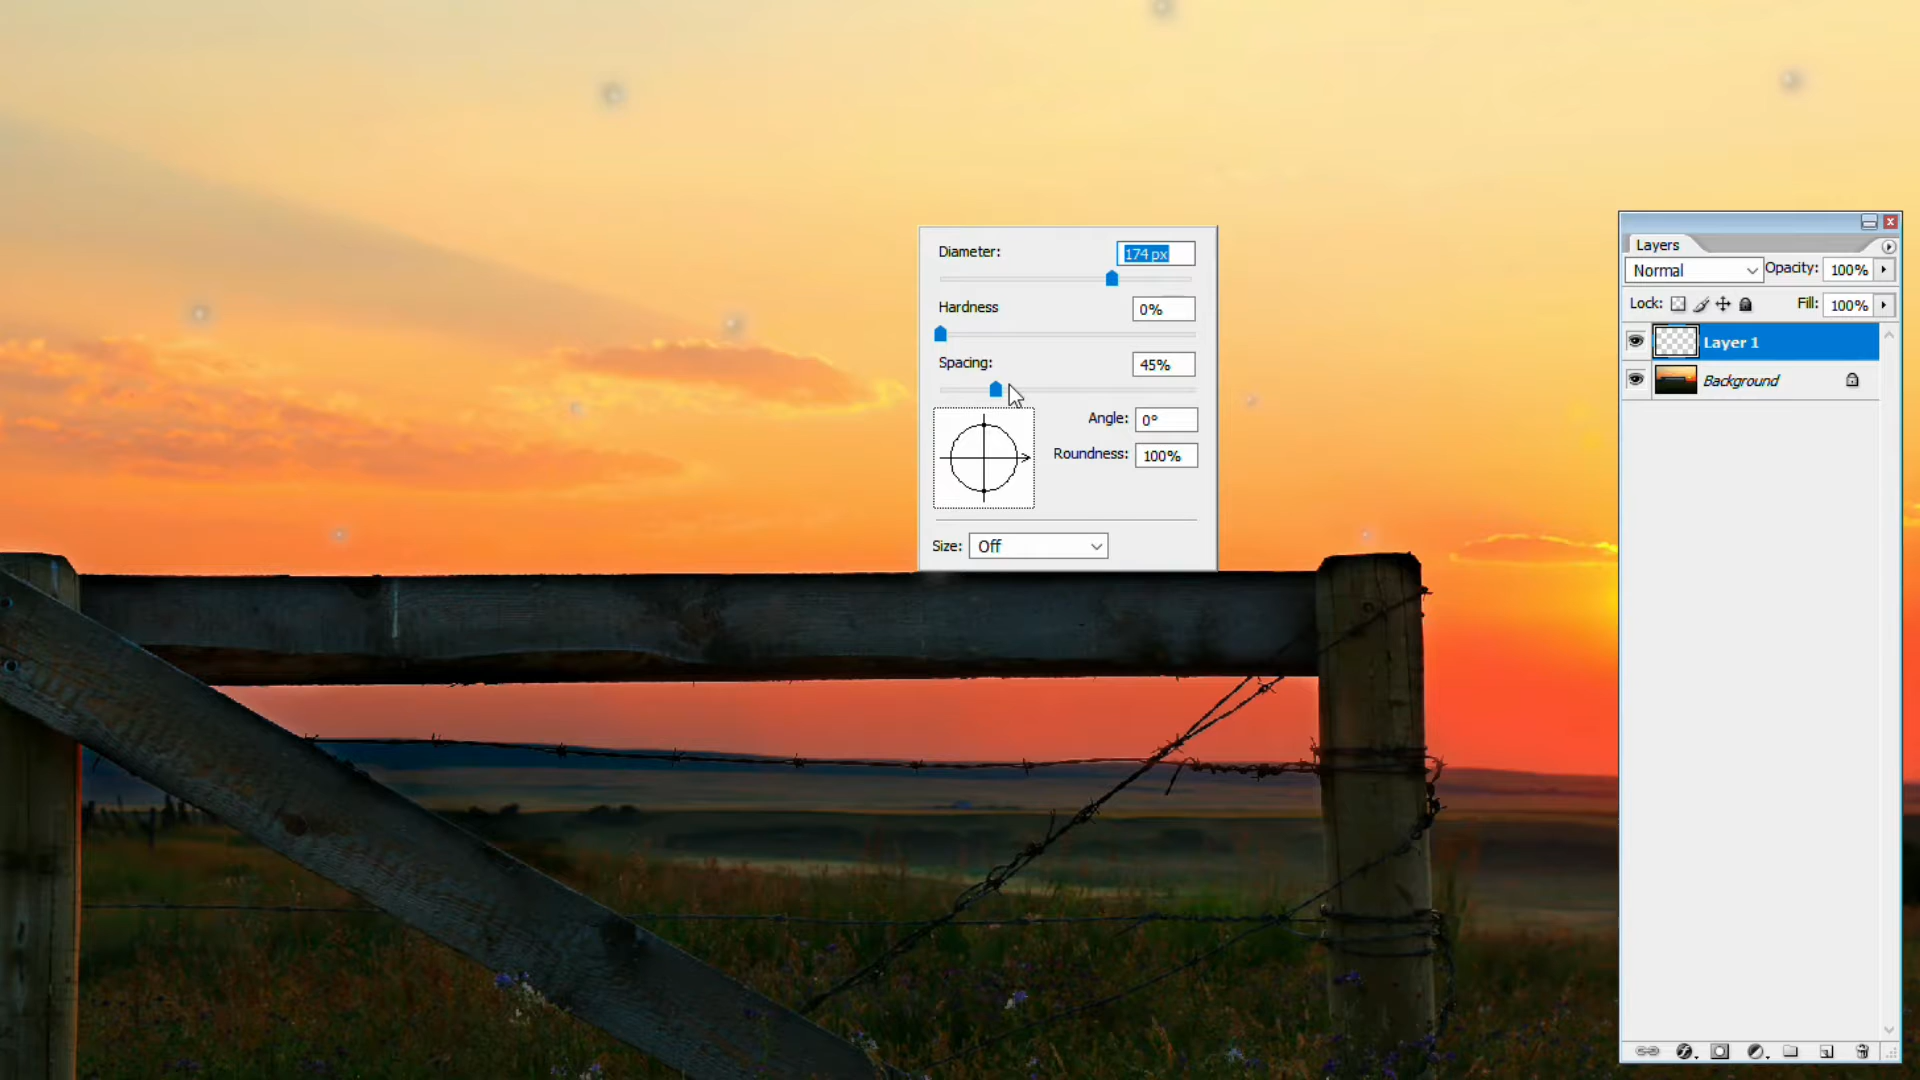 Diameter: 174 px
Hardness 0%
Spacing: 45%
Angle: 0°
Roundness: 100%
Size: Off
Layers
Normal Opacity: 100%
Lock: Fill: 100%
Layer 1
Background